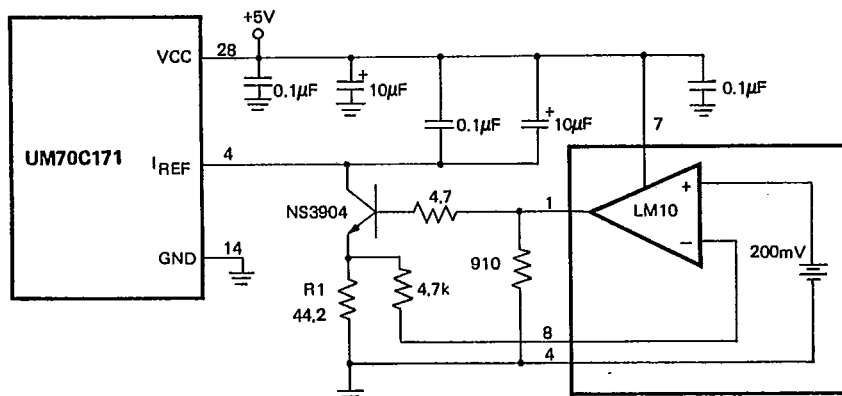 +5V
VCC
28
0.1μF
+
10μF
0.1μF
+
10μF
0.1μF
7
UM70C171
IREF
4
NS3904
4.7
1
LM10
+
−
200mV
GND
14
910
R1
44.2
4.7k
8
4